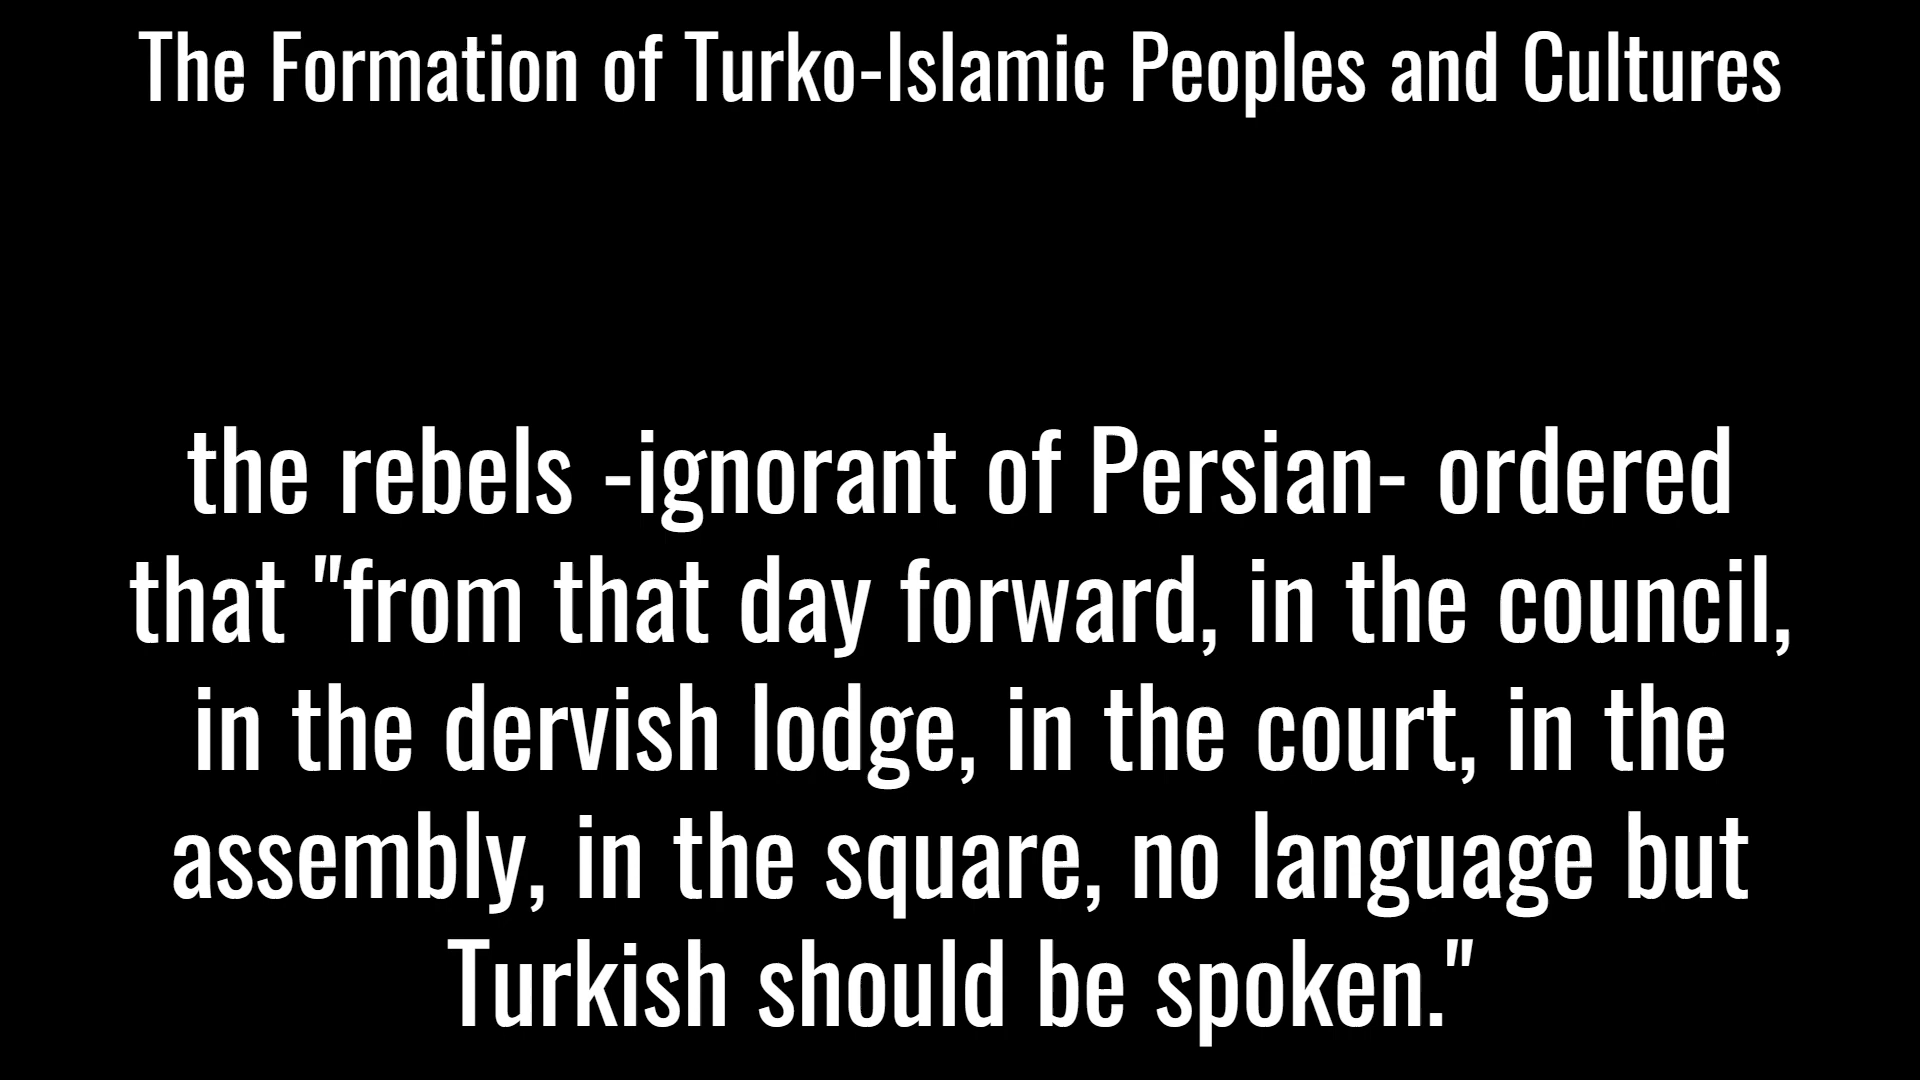 The Formation of Turko-Islamic Peoples and Cultures
the rebels -ignorant of Persian- ordered
that "from that day forward, in the council,
in the dervish lodge, in the court, in the
assembly, in the square, no language but
Turkish should be spoken."